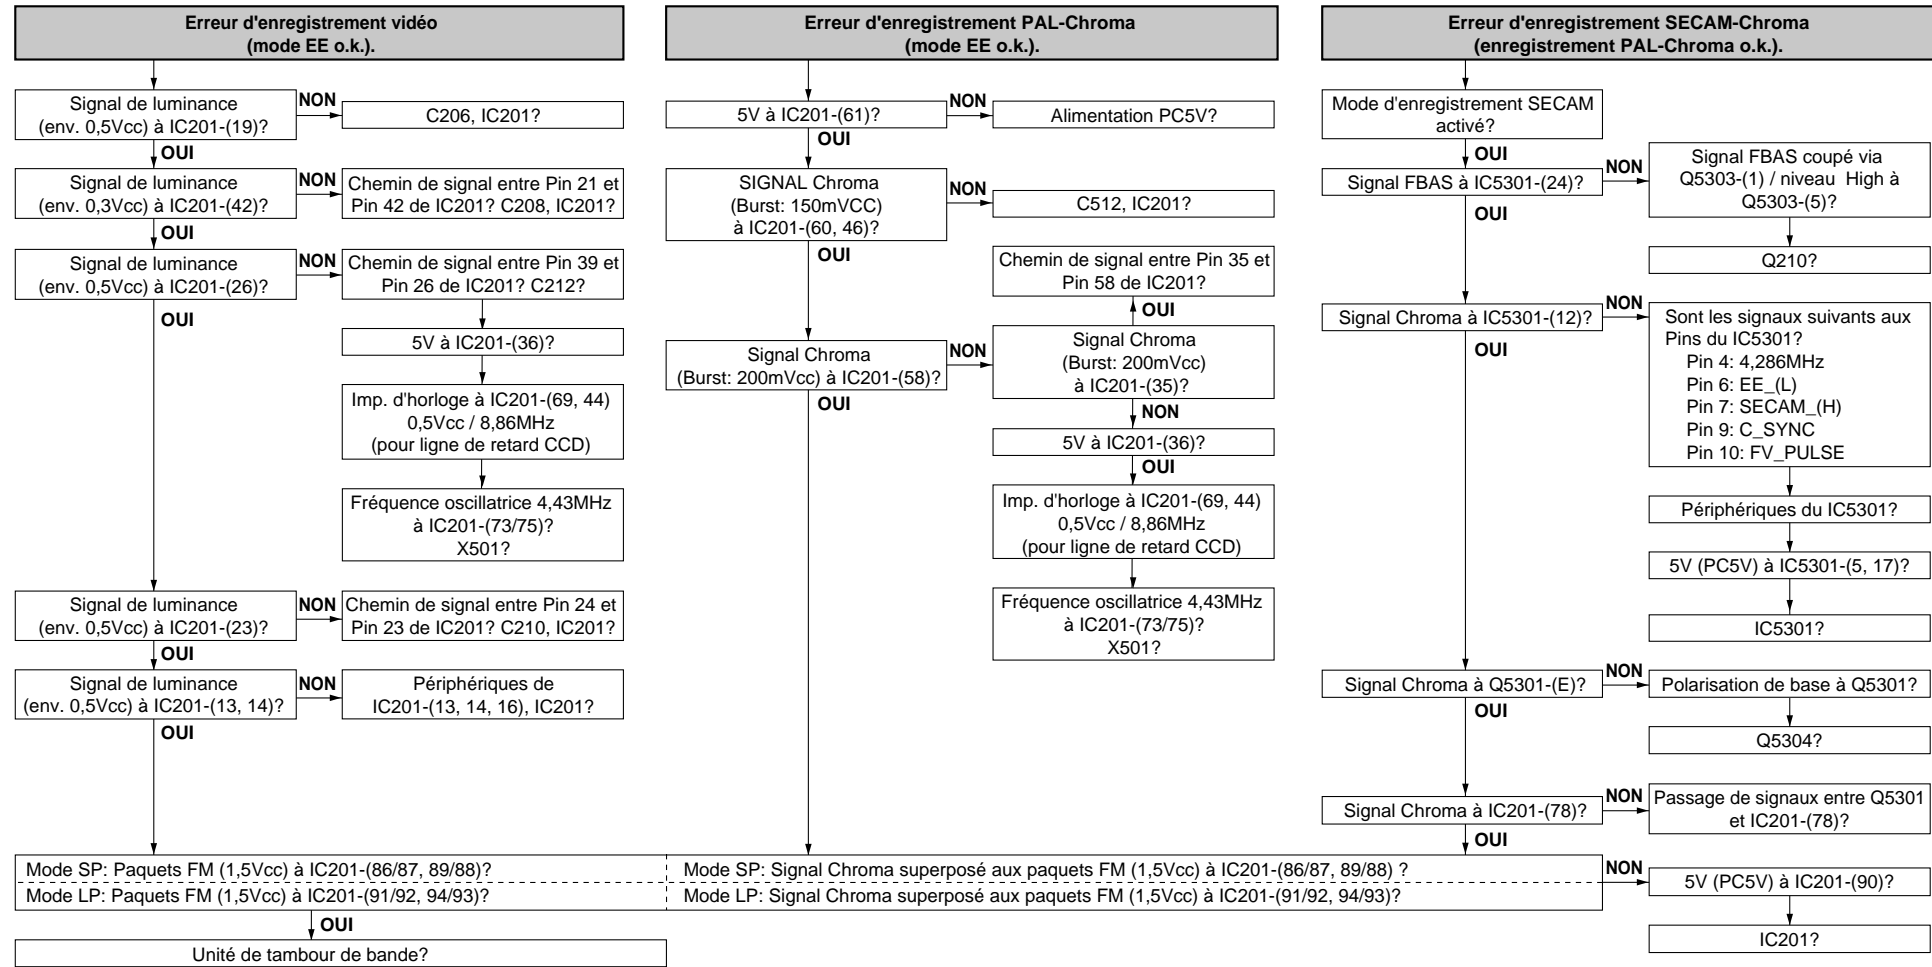 Erreur d'enregistrement vidéo
(mode EE o.k.).
Signal de luminance
(env. 0,5Vcc) à IC201-(19)?
NON
C206, IC201?
OUI
Signal de luminance
(env. 0,3Vcc) à IC201-(42)?
NON
Chemin de signal entre Pin 21 et
Pin 42 de IC201? C208, IC201?
OUI
Signal de luminance
(env. 0,5Vcc) à IC201-(26)?
NON
Chemin de signal entre Pin 39 et
Pin 26 de IC201? C212?
OUI
5V à IC201-(36)?
Imp. d'horloge à IC201-(69, 44)
0,5Vcc / 8,86MHz
(pour ligne de retard CCD)
Fréquence oscillatrice 4,43MHz
à IC201-(73/75)?
X501?
Signal de luminance
(env. 0,5Vcc) à IC201-(23)?
NON
Chemin de signal entre Pin 24 et
Pin 23 de IC201? C210, IC201?
OUI
Signal de luminance
(env. 0,5Vcc) à IC201-(13, 14)?
NON
Périphériques de
IC201-(13, 14, 16), IC201?
OUI
Erreur d'enregistrement PAL-Chroma
(mode EE o.k.).
5V à IC201-(61)?
NON
Alimentation PC5V?
OUI
SIGNAL Chroma
(Burst: 150mVCC)
à IC201-(60, 46)?
NON
C512, IC201?
OUI
Chemin de signal entre Pin 35 et
Pin 58 de IC201?
OUI
Signal Chroma
(Burst: 200mVcc) à IC201-(58)?
NON
Signal Chroma
(Burst: 200mVcc)
à IC201-(35)?
OUI
NON
5V à IC201-(36)?
OUI
Imp. d'horloge à IC201-(69, 44)
0,5Vcc / 8,86MHz
(pour ligne de retard CCD)
Fréquence oscillatrice 4,43MHz
à IC201-(73/75)?
X501?
Erreur d'enregistrement SECAM-Chroma
(enregistrement PAL-Chroma o.k.).
Mode d'enregistrement SECAM
activé?
OUI
Signal FBAS à IC5301-(24)?
NON
Signal FBAS coupé via
Q5303-(1) / niveau High à
Q5303-(5)?
OUI
Q210?
Signal Chroma à IC5301-(12)?
NON
Sont les signaux suivants aux
Pins du IC5301?
Pin 4: 4,286MHz
Pin 6: EE_(L)
Pin 7: SECAM_(H)
Pin 9: C_SYNC
Pin 10: FV_PULSE
OUI
Périphériques du IC5301?
5V (PC5V) à IC5301-(5, 17)?
IC5301?
Signal Chroma à Q5301-(E)?
NON
Polarisation de base à Q5301?
OUI
Q5304?
Signal Chroma à IC201-(78)?
NON
Passage de signaux entre Q5301
et IC201-(78)?
OUI
Mode SP: Paquets FM (1,5Vcc) à IC201-(86/87, 89/88)?
Mode SP: Signal Chroma superposé aux paquets FM (1,5Vcc) à IC201-(86/87, 89/88) ?
Mode LP: Paquets FM (1,5Vcc) à IC201-(91/92, 94/93)?
Mode LP: Signal Chroma superposé aux paquets FM (1,5Vcc) à IC201-(91/92, 94/93)?
NON
5V (PC5V) à IC201-(90)?
OUI
IC201?
Unité de tambour de bande?